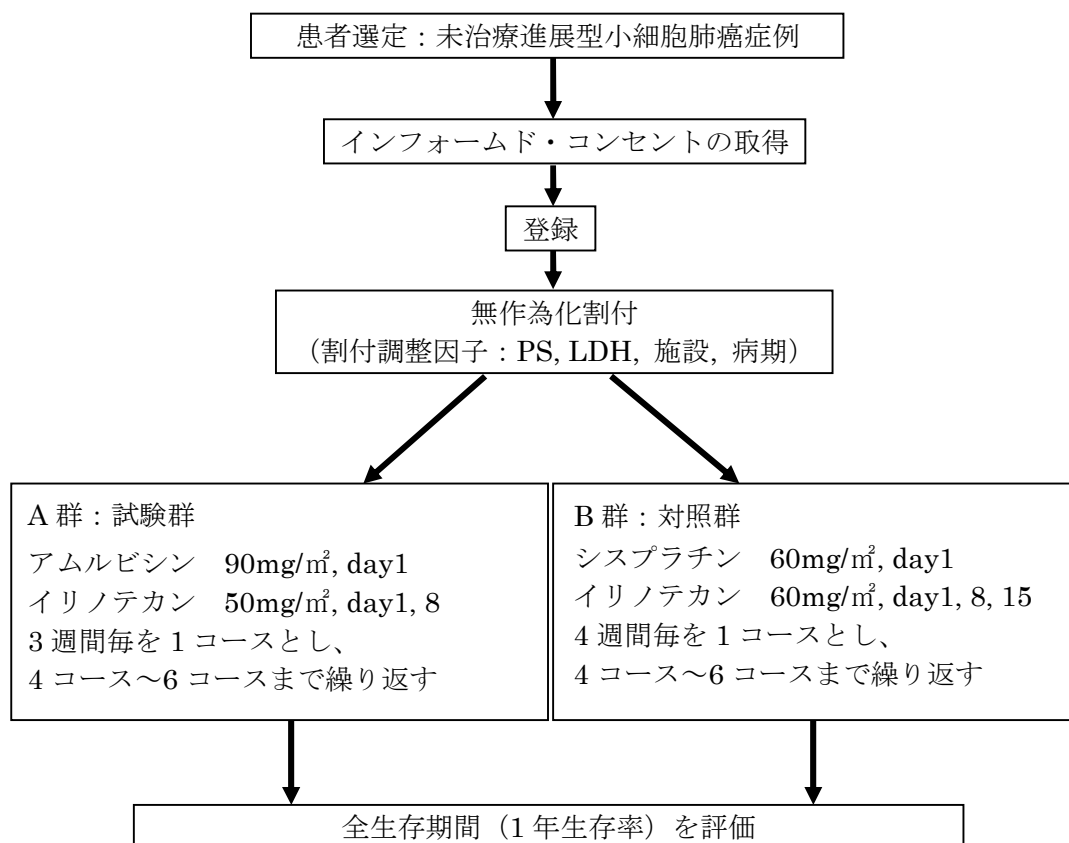 患者選定：未治療進展型小細胞肺癌症例
インフォームド・コンセントの取得
登録
無作為化割付
（割付調整因子：PS, LDH, 施設, 病期）
A 群：試験群
アムルビシン　90mg/㎡, day1
イリノテカン　50mg/㎡, day1, 8
3 週間毎を 1 コースとし、
4 コース～6 コースまで繰り返す
B 群：対照群
シスプラチン　60mg/㎡, day1
イリノテカン　60mg/㎡, day1, 8, 15
4 週間毎を 1 コースとし、
4 コース～6 コースまで繰り返す
全生存期間（1 年生存率）を評価